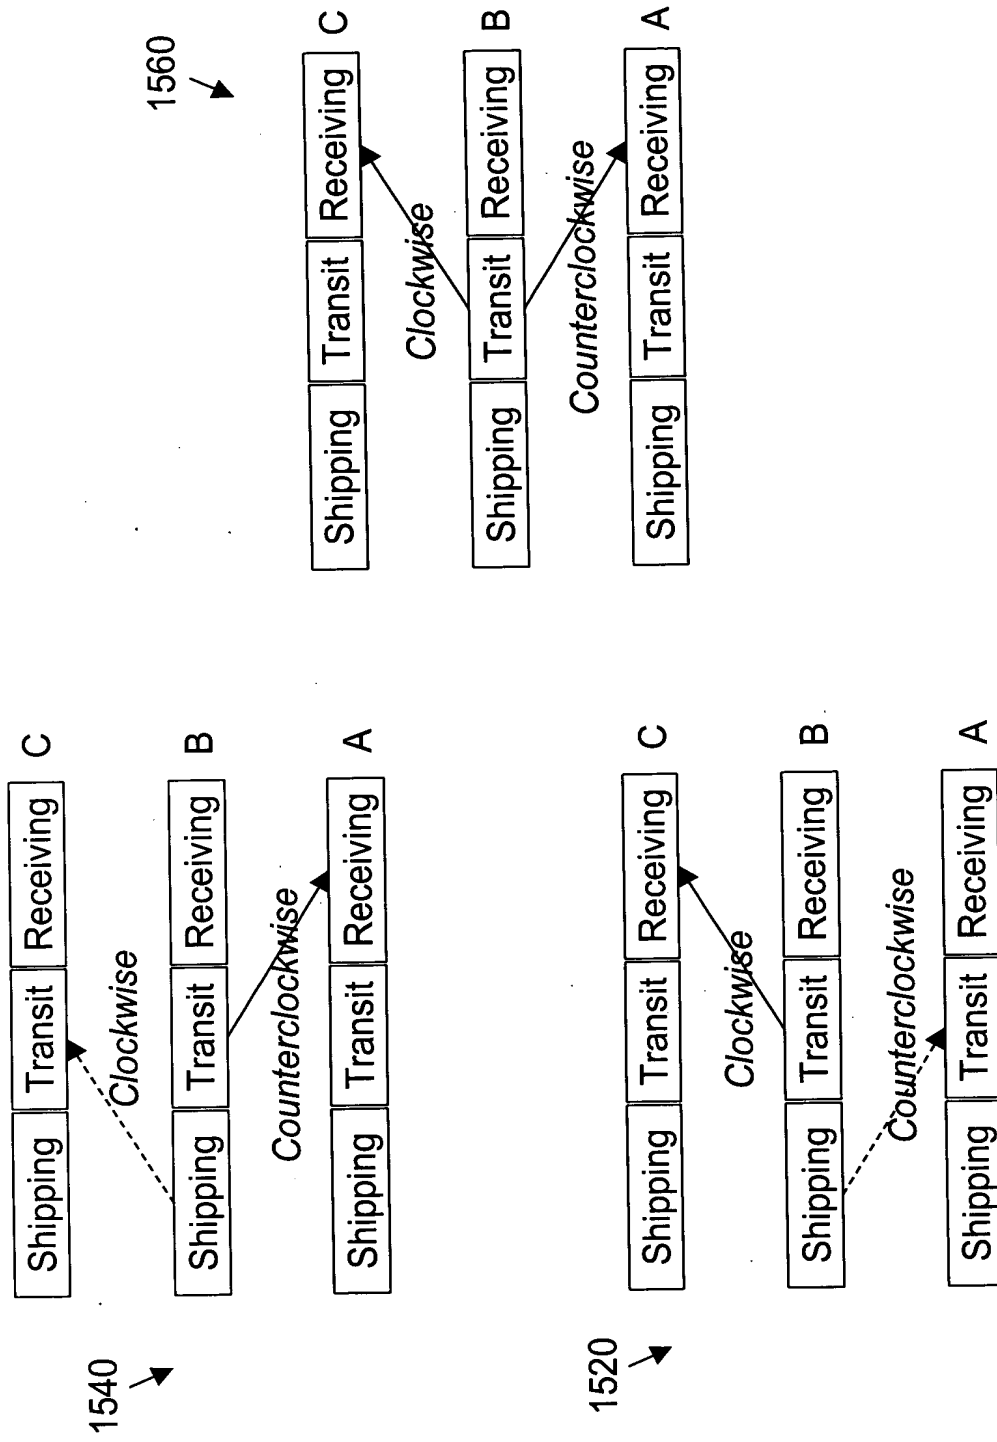 1540
Shipping Transit Receiving C
Clockwise
Shipping Transit Receiving B
Counterclockwise
Shipping Transit Receiving A
1520
Shipping Transit Receiving C
Clockwise
Shipping Transit Receiving B
Counterclockwise
Shipping Transit Receiving A
1560
Shipping Transit Receiving C
Clockwise
Shipping Transit Receiving B
Counterclockwise
Shipping Transit Receiving A